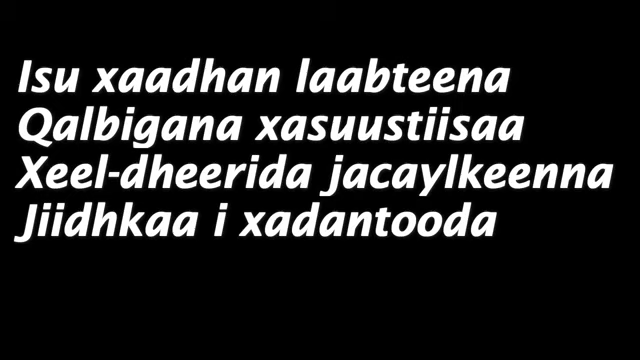 Isu xaadhan laabteena
Qalbigana xasuustiisaa
Xeel-dheerida jacaylkeenna
Jiidhkaa i xadantooda